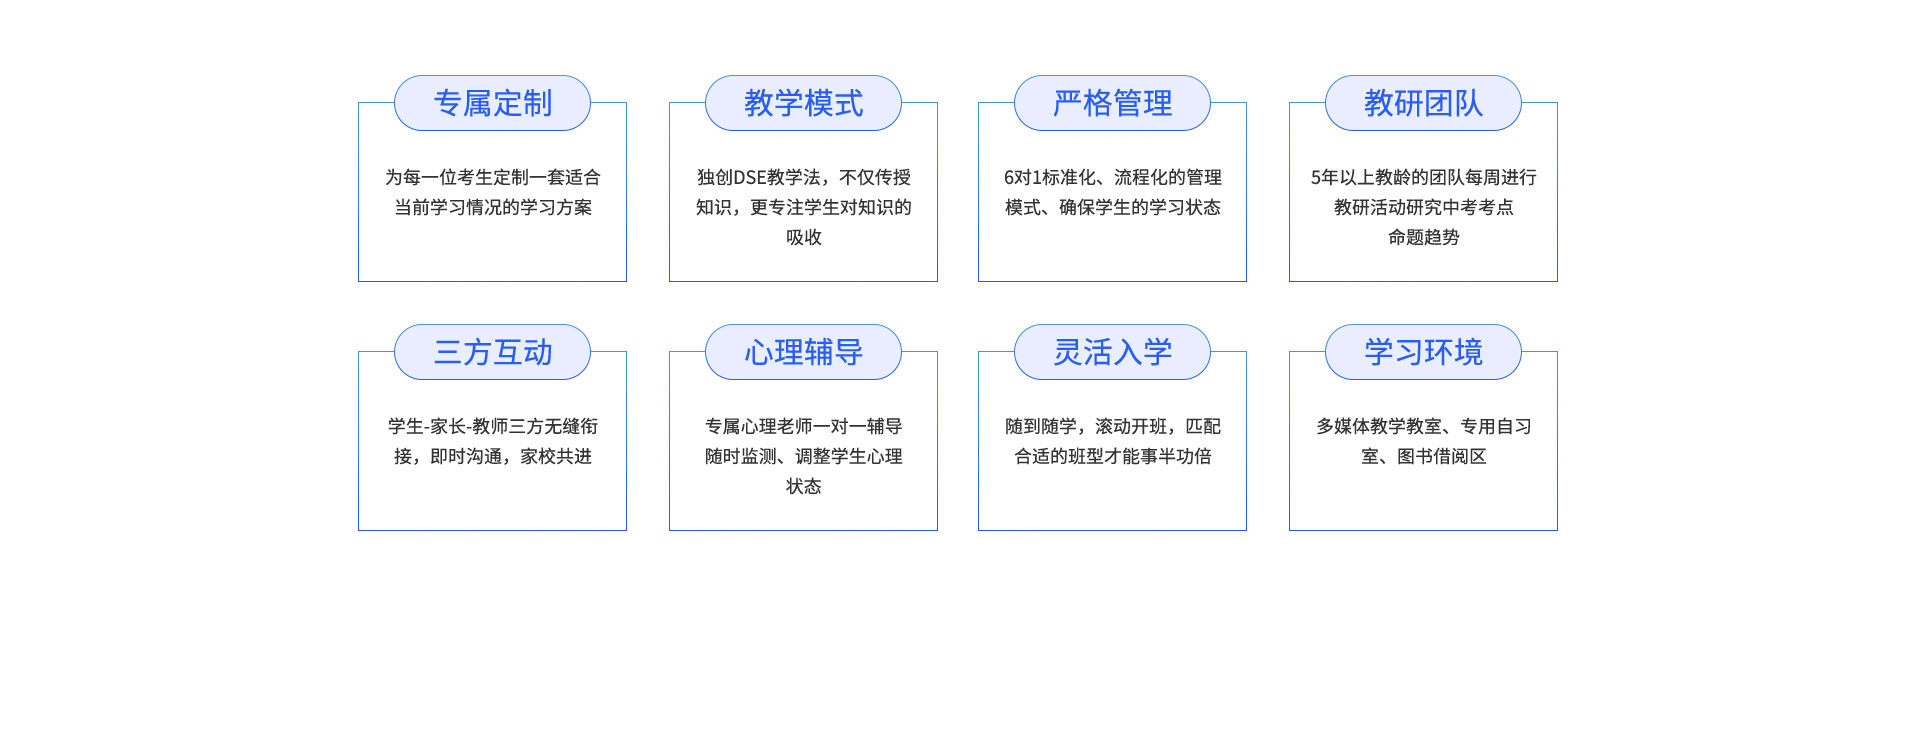 专属定制
为每一位考生定制一套适合
当前学习情况的学习方案
教学模式
独创DSE教学法，不仅传授
知识，更专注学生对知识的
吸收
严格管理
6对1标准化、流程化的管理
模式、确保学生的学习状态
教研团队
5年以上教龄的团队每周进行
教研活动研究中考考点
命题趋势
三方互动
学生-家长-教师三方无缝衔
接，即时沟通，家校共进
心理辅导
专属心理老师一对一辅导
随时监测、调整学生心理
状态
灵活入学
随到随学，滚动开班，匹配
合适的班型才能事半功倍
学习环境
多媒体教学教室、专用自习
室、图书借阅区